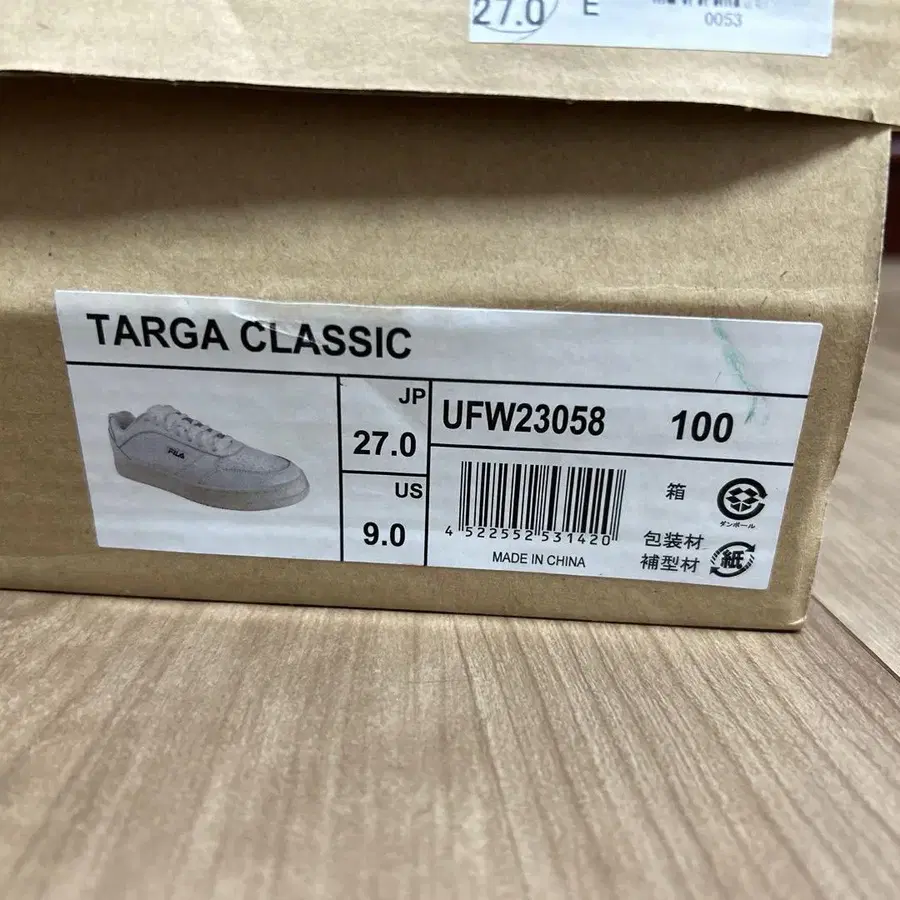 27.0 E
0053
TARGA CLASSIC
FILA
JP
27.0
US
9.0
UFW23058 100
4 522552 531420
MADE IN CHINA
箱
ダンボール
包装材
補型材
紙